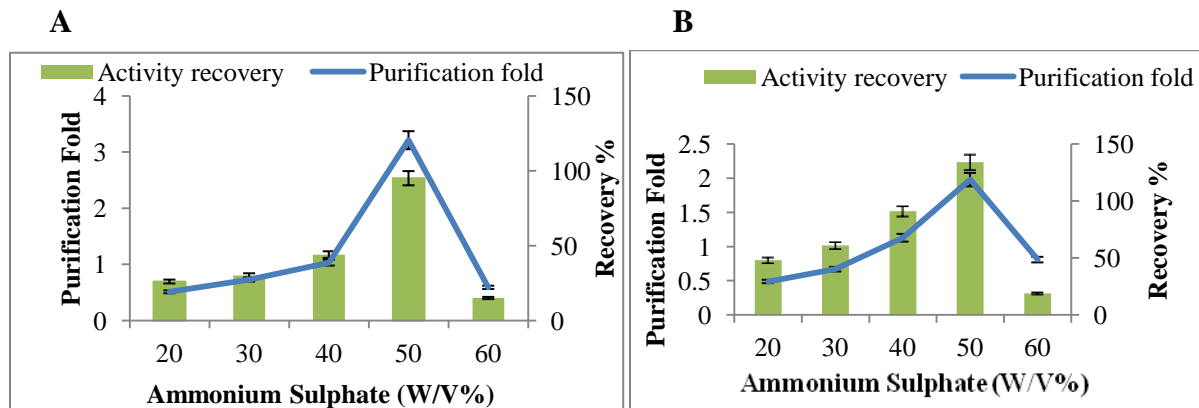 A
Activity recovery Purification fold
Purification Fold
4
3
2
1
0
150
100
50
0
Recovery %
20 30 40 50 60
Ammonium Sulphate (W/V%)
B
Activity recovery Purification fold
Purification Fold
2.5
2
1.5
1
0.5
0
150
100
50
0
Recovery %
20 30 40 50 60
Ammonium Sulphate (W/V%)